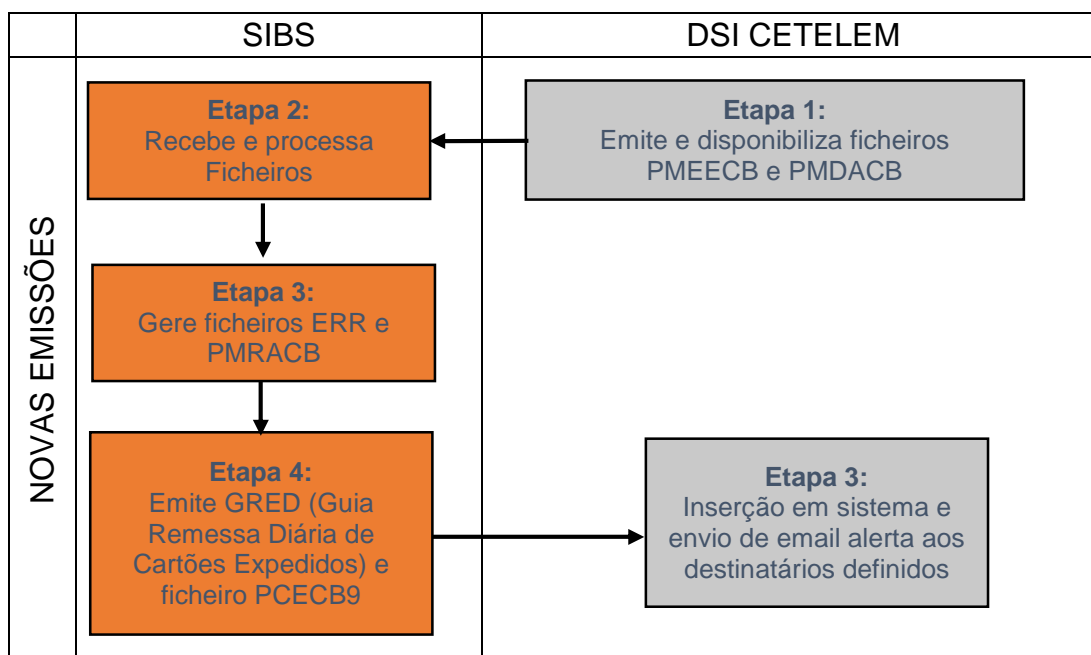 SIBS
DSI CETELEM
NOVAS EMISSÕES
Etapa 2:
Recebe e processa
Ficheiros
Etapa 1:
Emite e disponibiliza ficheiros
PMEECB e PMDACB
Etapa 3:
Gere ficheiros ERR e
PMRACB
Etapa 4:
Emite GRED (Guia
Remessa Diária de
Cartões Expedidos) e
ficheiro PCECB9
Etapa 3:
Inserção em sistema e
envio de email alerta aos
destinatários definidos